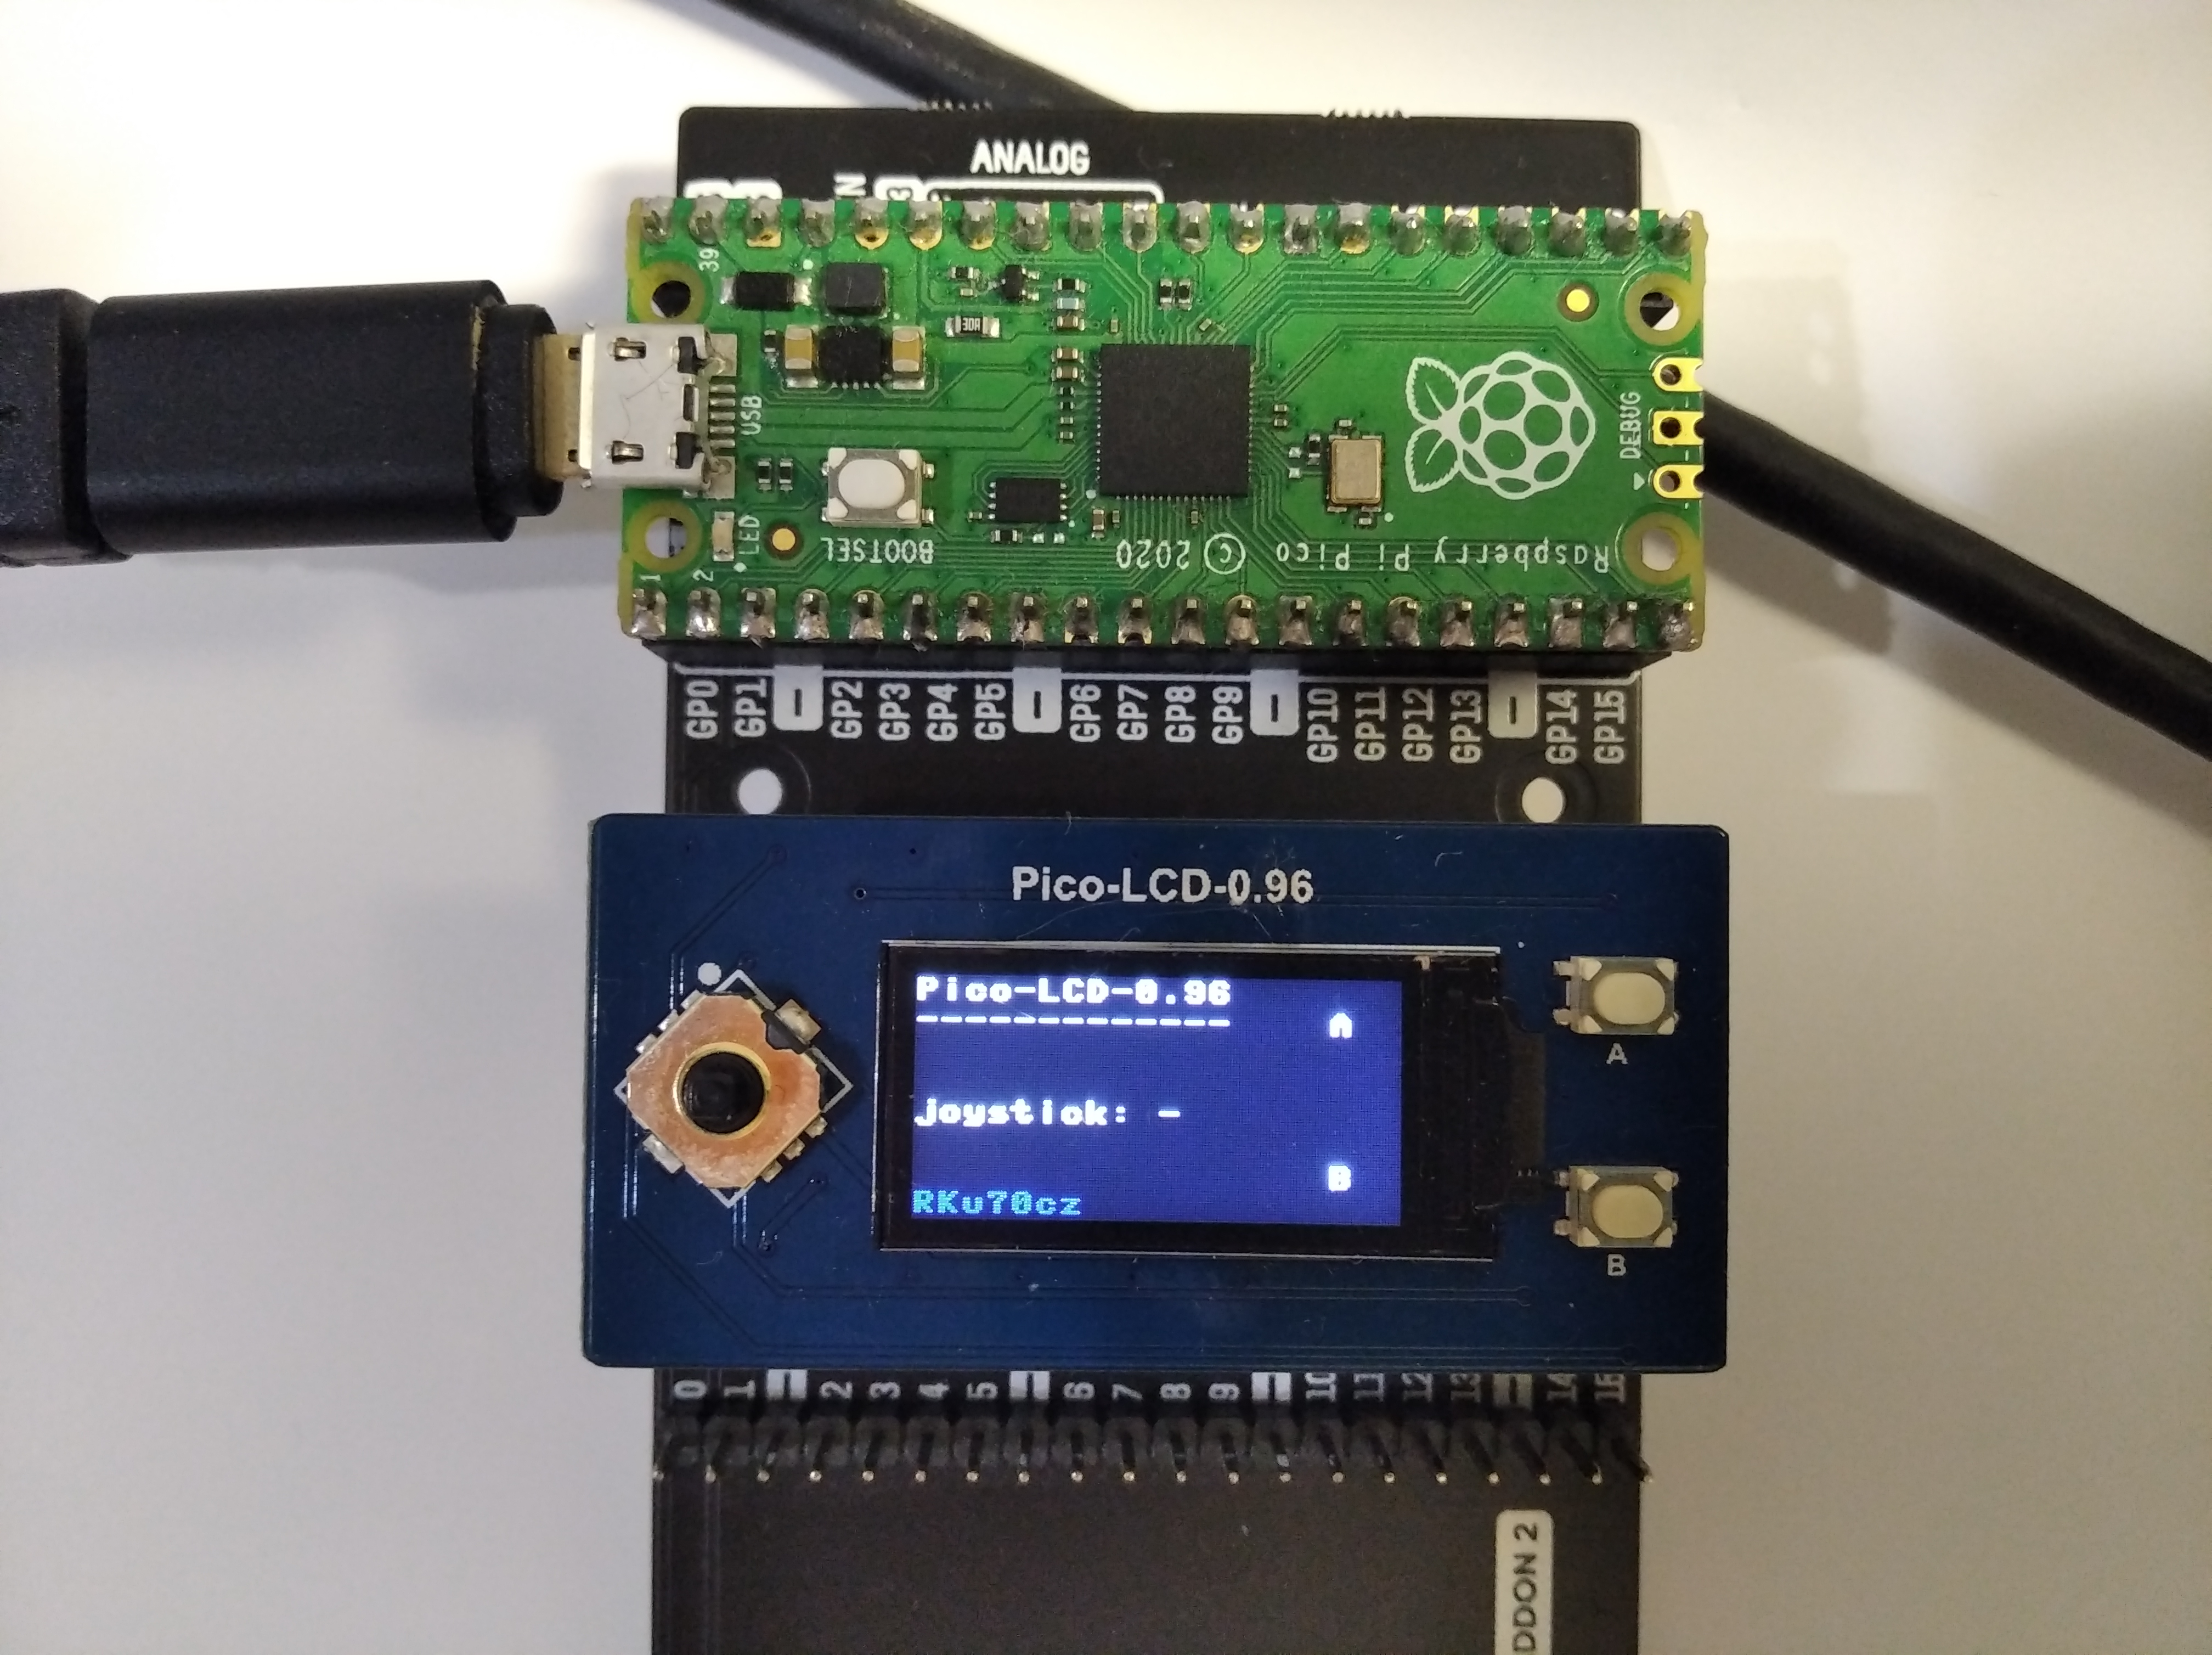 ANALOG
39
USB
30A
DEBUG
LED
BOOTSEL
Raspberry Pi Pico © 2020
1
2
GP0 GP1 - GP2 GP3 GP4 GP5 - GP6 GP7 GP8 GP9 - GP10 GP11 GP12 GP13 - GP14 GP15
Pico-LCD-0.96
Pico-LCD-0.96
-------------
A
joystick: -
B
RKu70cz
A
B
0 1 - 2 3 4 5 - 6 7 8 9 - 10 11 12 13 - 14 15